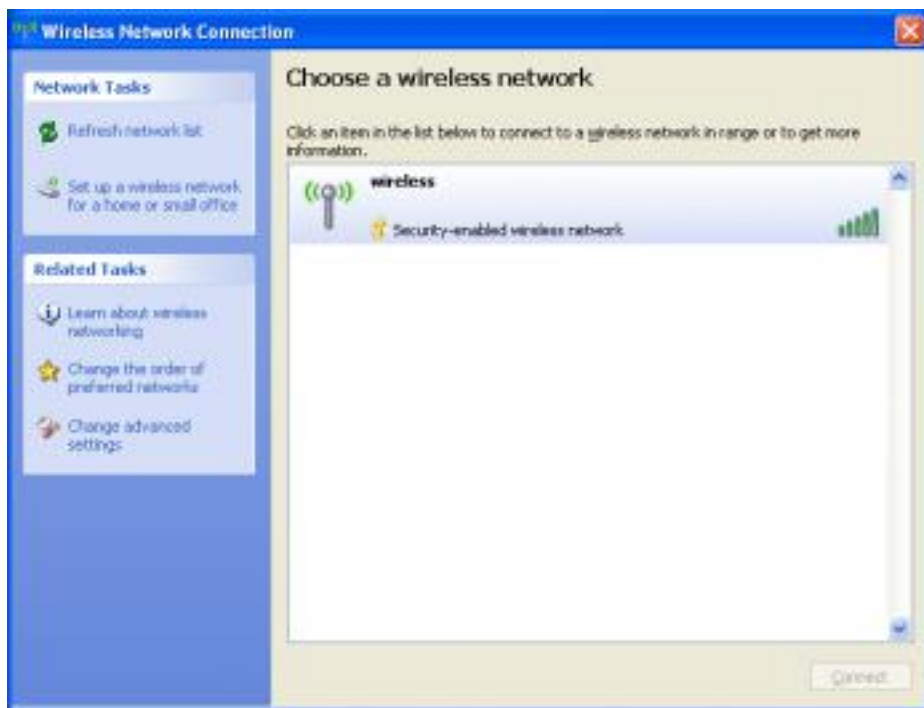 Wireless Network Connection
Network Tasks
Refresh network list
Set up a wireless network
for a home or small office
Related Tasks
Learn about wireless
networking
Change the order of
preferred networks
Change advanced
settings
Choose a wireless network
Click an item in the list below to connect to a wireless network in range or to get more
information.
wireless
Security-enabled wireless network
Connect